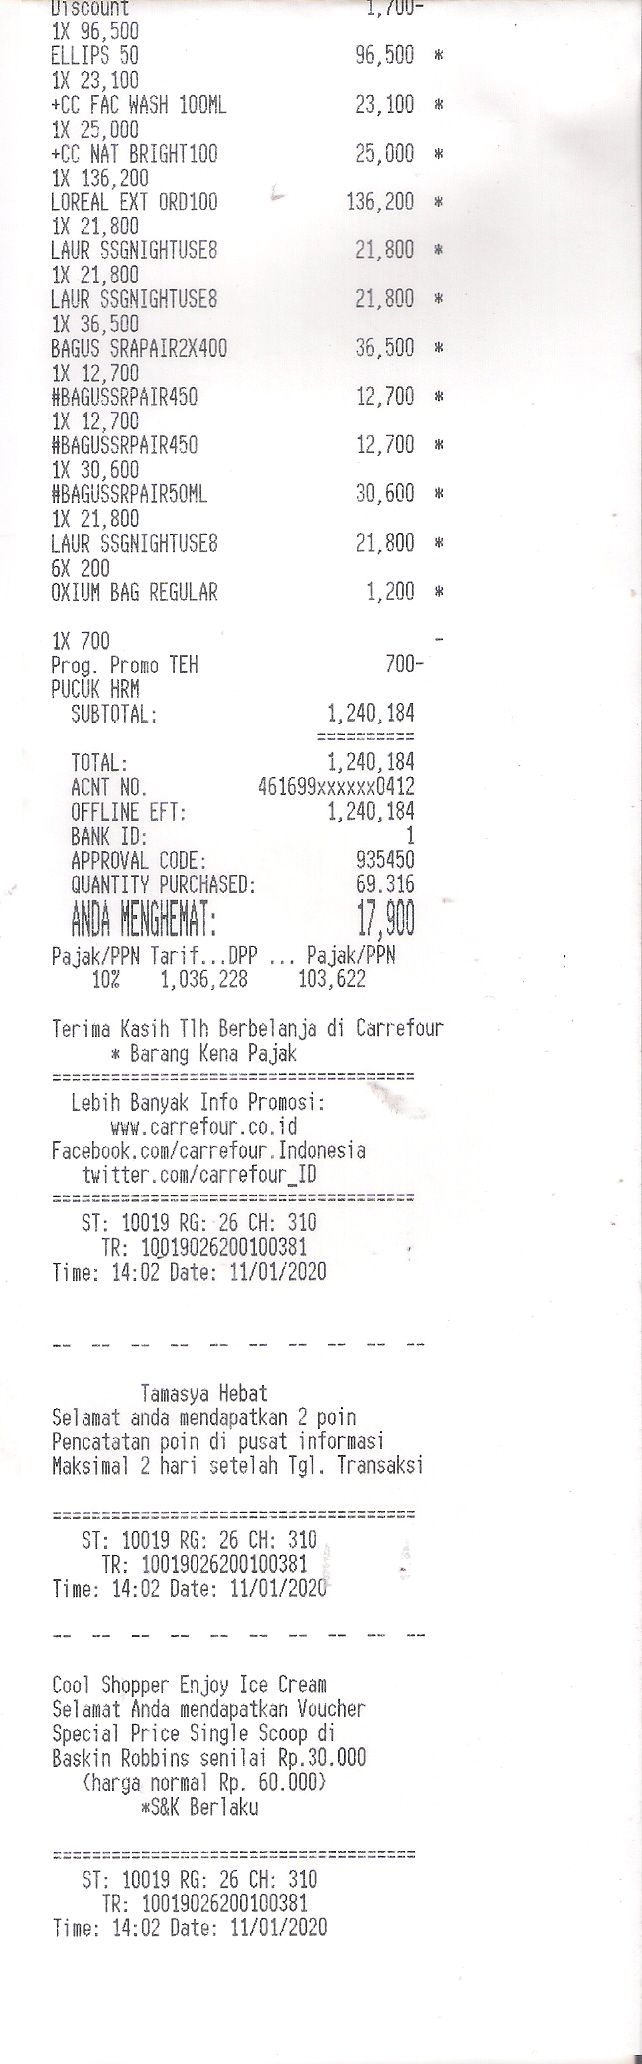 Discount 1,700-
1X 96,500
ELLIPS 50 96,500 *
1X 23,100
+CC FAC WASH 100ML 23,100 *
1X 25,000
+CC NAT BRIGHT100 25,000 *
1X 136,200
LOREAL EXT ORD100 136,200 *
1X 21,800
LAUR SSGNIGHTUSE8 21,800 *
1X 21,800
LAUR SSGNIGHTUSE8 21,800 *
1X 36,500
BAGUS SRAPAIR2X400 36,500 *
1X 12,700
#BAGUSSRPAIR450 12,700 *
1X 12,700
#BAGUSSRPAIR450 12,700 *
1X 30,600
#BAGUSSRPAIR50ML 30,600 *
1X 21,800
LAUR SSGNIGHTUSE8 21,800 *
6X 200
OXIUM BAG REGULAR 1,200 *
1X 700 -
Prog. Promo TEH 700-
PUCUK HRM
SUBTOTAL: 1,240,184
==========
TOTAL: 1,240,184
ACNT NO. 461699xxxxxx0412
OFFLINE EFT: 1,240,184
BANK ID: 1
APPROVAL CODE: 935450
QUANTITY PURCHASED: 69.316
ANDA MENGHEMAT: 17,900
Pajak/PPN Tarif...DPP ... Pajak/PPN
10% 1,036,228 103,622
Terima Kasih Tlh Berbelanja di Carrefour
* Barang Kena Pajak
=====================================
Lebih Banyak Info Promosi:
www.carrefour.co.id
Facebook.com/carrefour.Indonesia
twitter.com/carrefour_ID
=====================================
ST: 10019 RG: 26 CH: 310
TR: 10019026200100381
Time: 14:02 Date: 11/01/2020
-- -- -- -- -- -- -- -- -- --
Tamasya Hebat
Selamat anda mendapatkan 2 poin
Pencatatan poin di pusat informasi
Maksimal 2 hari setelah Tgl. Transaksi
=====================================
ST: 10019 RG: 26 CH: 310
TR: 10019026200100381
Time: 14:02 Date: 11/01/2020
-- -- -- -- -- -- -- -- -- --
Cool Shopper Enjoy Ice Cream
Selamat Anda mendapatkan Voucher
Special Price Single Scoop di
Baskin Robbins senilai Rp.30.000
(harga normal Rp. 60.000)
*S&K Berlaku
=====================================
ST: 10019 RG: 26 CH: 310
TR: 10019026200100381
Time: 14:02 Date: 11/01/2020